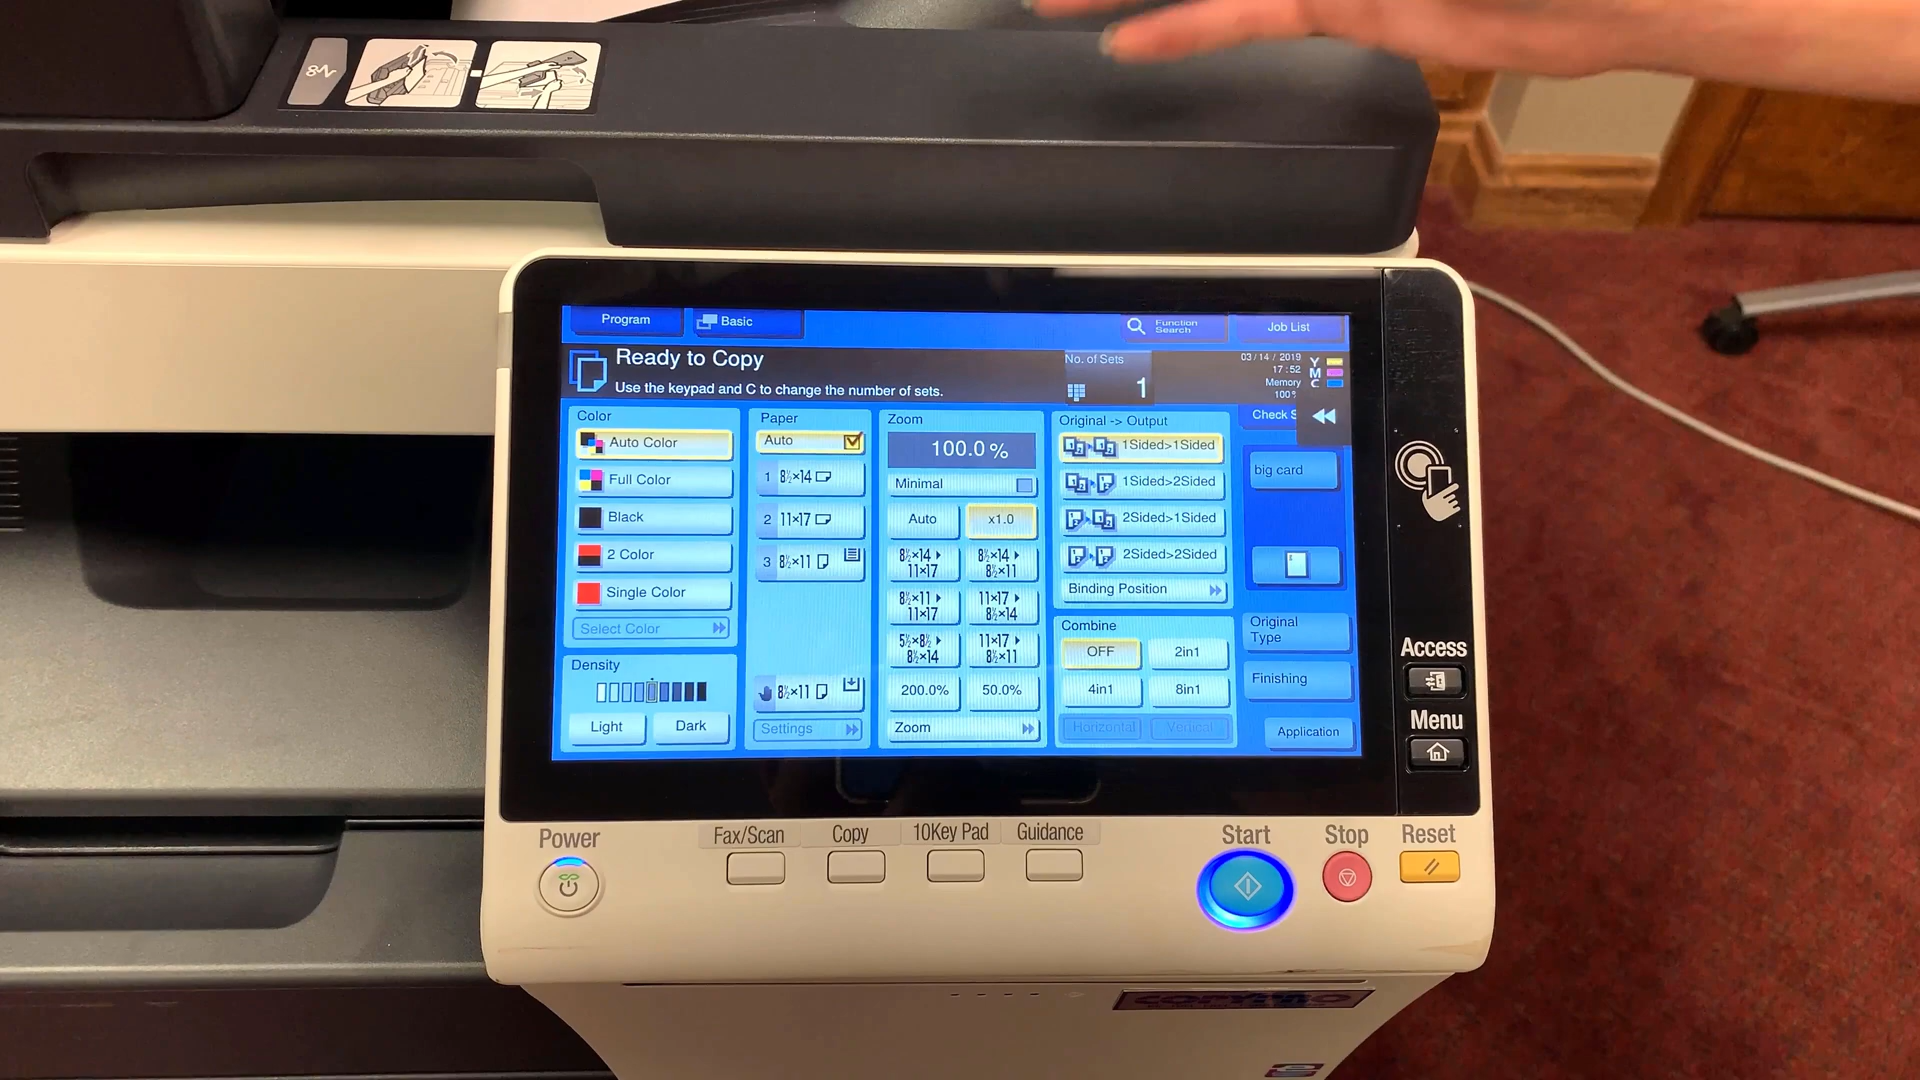 Program
Basic
Function Search
Job List
Ready to Copy
Use the keypad and C to change the number of sets.
No. of Sets
1
03/14/2019
17:52
Memory
100%
Y
M
C
Color
Auto Color
Full Color
Black
2 Color
Single Color
Select Color
Density
Light
Dark
Paper
Auto
1 8½×14
2 11×17
3 8½×11
8½×11
Settings
Zoom
100.0%
Minimal
Auto
x1.0
8½×14 ▸ 11×17
8½×14 ▸ 8½×11
8½×11 ▸ 11×17
11×17 ▸ 8½×14
5½×8½ ▸ 8½×14
11×17 ▸ 8½×11
200.0%
50.0%
Zoom
Original -> Output
1Sided>1Sided
1Sided>2Sided
2Sided>1Sided
2Sided>2Sided
Binding Position
Combine
OFF
2in1
4in1
8in1
Horizontal
Vertical
Check S
big card
Original Type
Finishing
Application
Access
Menu
Power
Fax/Scan
Copy
10Key Pad
Guidance
Start
Stop
Reset
COPYPRO